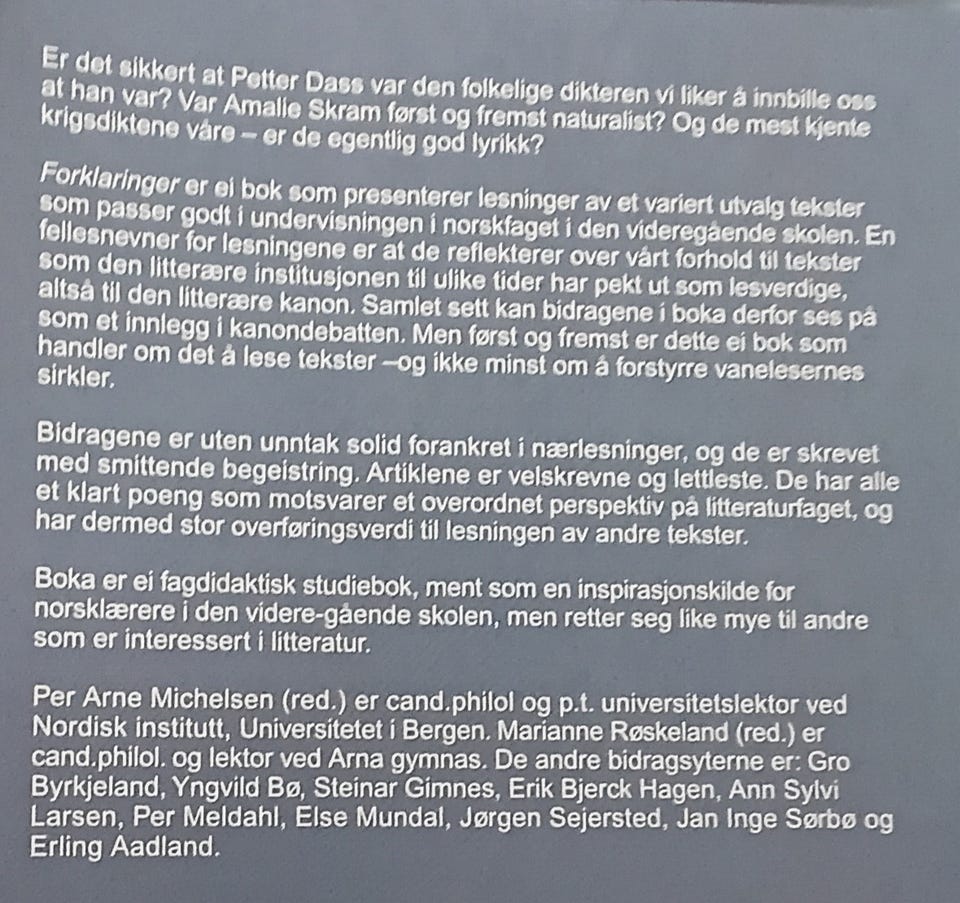 Er det sikkert at Petter Dass var den folkelige dikteren vi liker å innbille oss
at han var? Var Amalie Skram først og fremst naturalist? Og de mest kjente
krigsdiktene våre – er de egentlig god lyrikk?
Forklaringer er ei bok som presenterer lesninger av et variert utvalg tekster
som passer godt i undervisningen i norskfaget i den videregående skolen. En
fellesnevner for lesningene er at de reflekterer over vårt forhold til tekster
som den litterære institusjonen til ulike tider har pekt ut som lesverdige,
altså til den litterære kanon. Samlet sett kan bidragene i boka derfor ses på
som et innlegg i kanondebatten. Men først og fremst er dette ei bok som
handler om det å lese tekster –og ikke minst om å forstyrre vanelesernes
sirkler.
Bidragene er uten unntak solid forankret i nærlesninger, og de er skrevet
med smittende begeistring. Artiklene er velskrevne og lettleste. De har alle
et klart poeng som motsvarer et overordnet perspektiv på litteraturfaget, og
har dermed stor overføringsverdi til lesningen av andre tekster.
Boka er ei fagdidaktisk studiebok, ment som en inspirasjonskilde for
norsklærere i den videre-gående skolen, men retter seg like mye til andre
som er interessert i litteratur.
Per Arne Michelsen (red.) er cand.philol og p.t. universitetslektor ved
Nordisk institutt, Universitetet i Bergen. Marianne Røskeland (red.) er
cand.philol. og lektor ved Arna gymnas. De andre bidragsyterne er: Gro
Byrkjeland, Yngvild Bø, Steinar Gimnes, Erik Bjerck Hagen, Ann Sylvi
Larsen, Per Meldahl, Else Mundal, Jørgen Sejersted, Jan Inge Sørbø og
Erling Aadland.